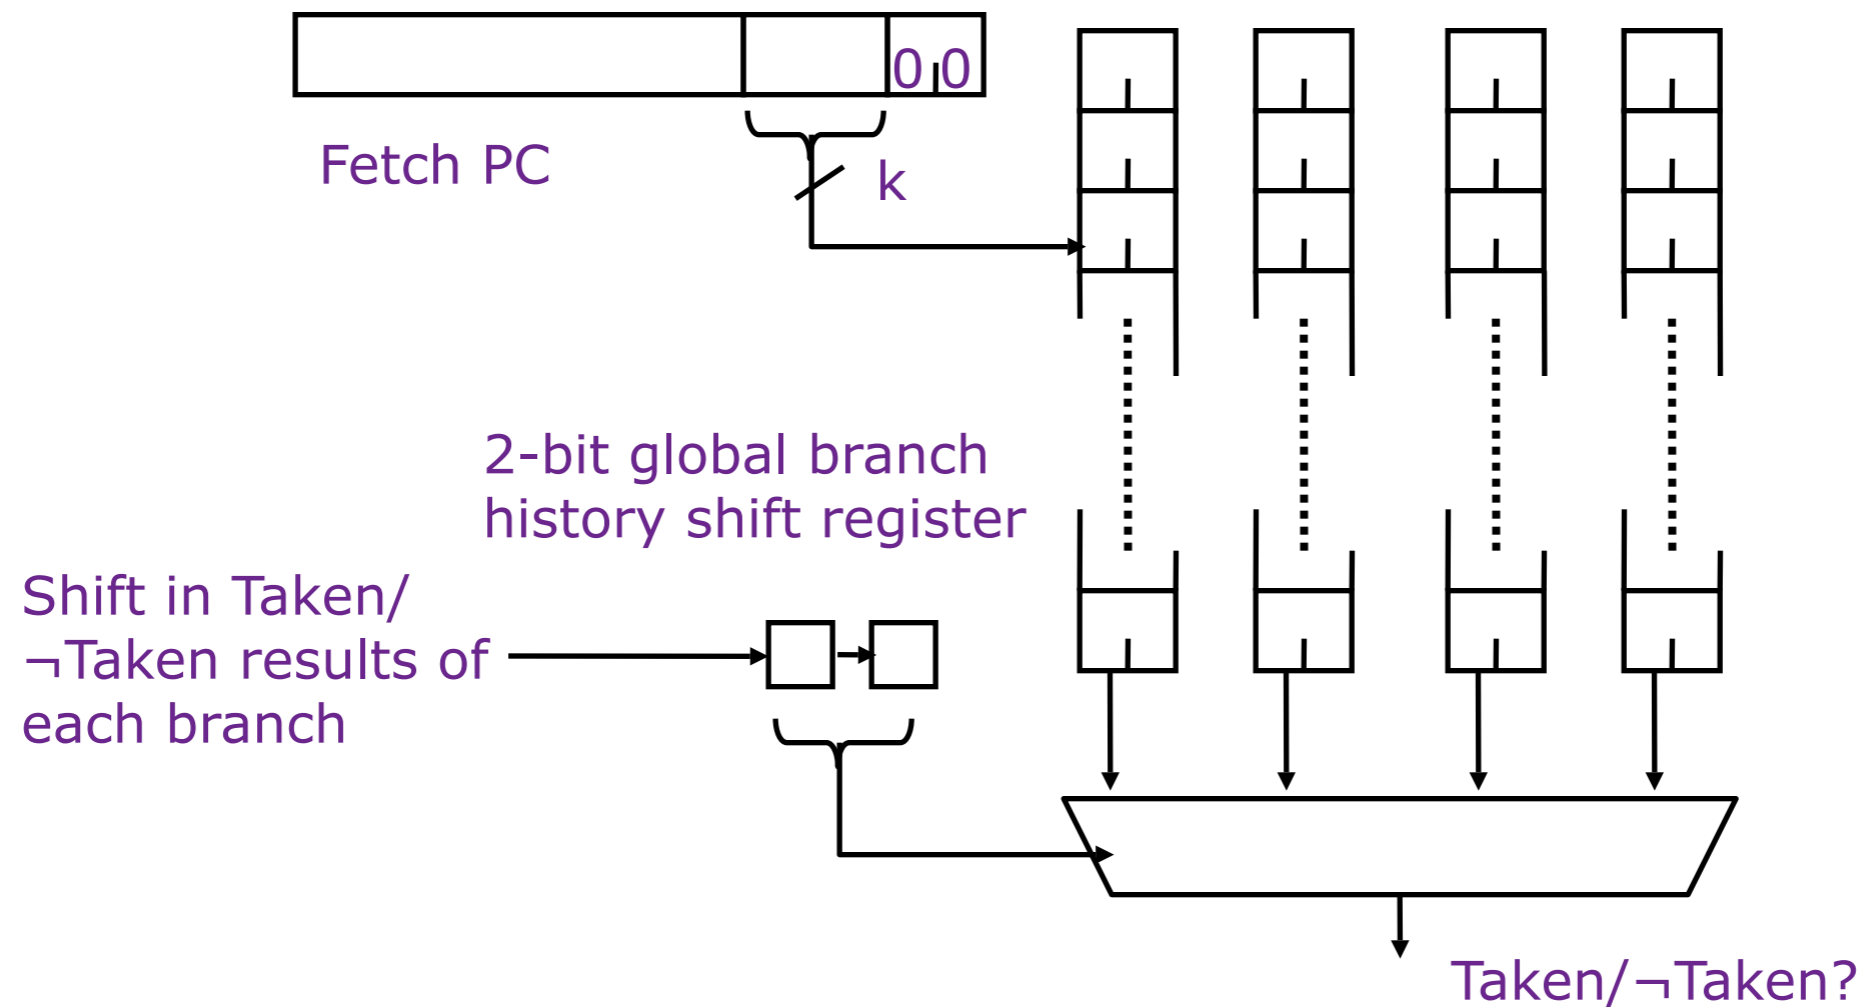 0 0
Fetch PC
k
2-bit global branch
history shift register
Shift in Taken/
¬Taken results of
each branch
Taken/¬Taken?